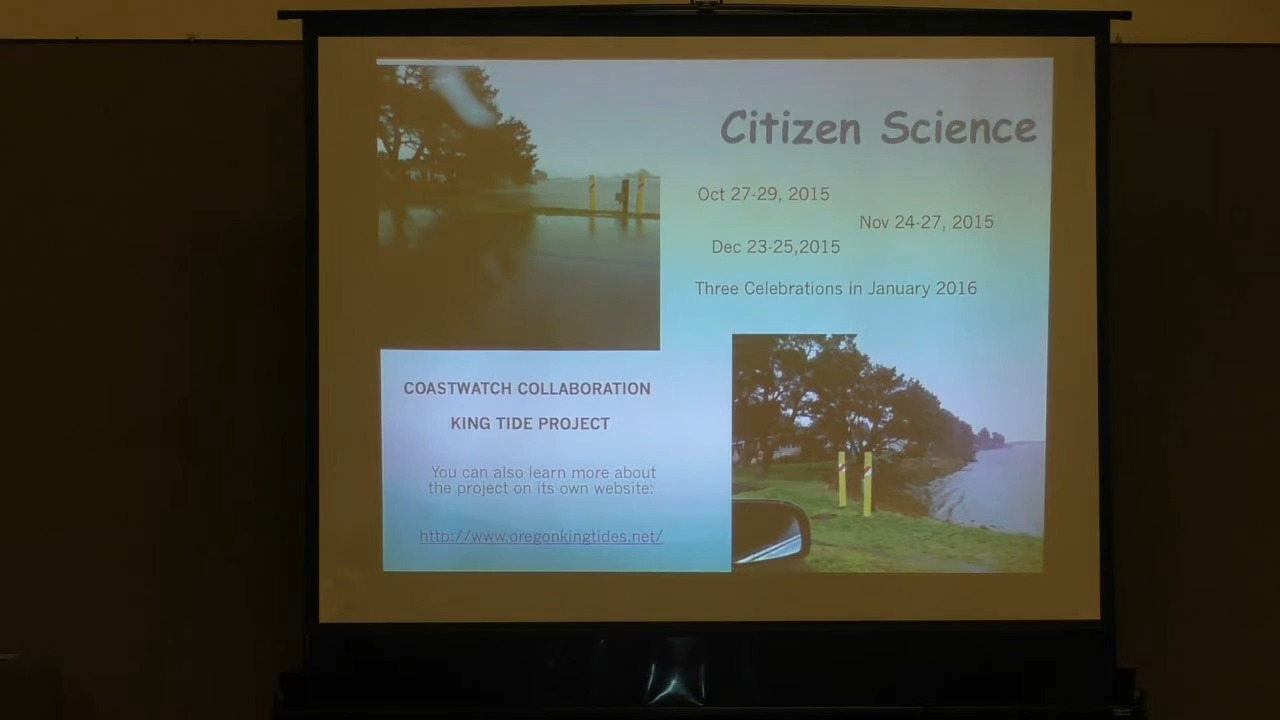 Citizen Science
Oct 27-29, 2015
Nov 24-27, 2015
Dec 23-25,2015
Three Celebrations in January 2016
COASTWATCH COLLABORATION
KING TIDE PROJECT
You can also learn more about
the project on its own website:
http://www.oregonkingtides.net/